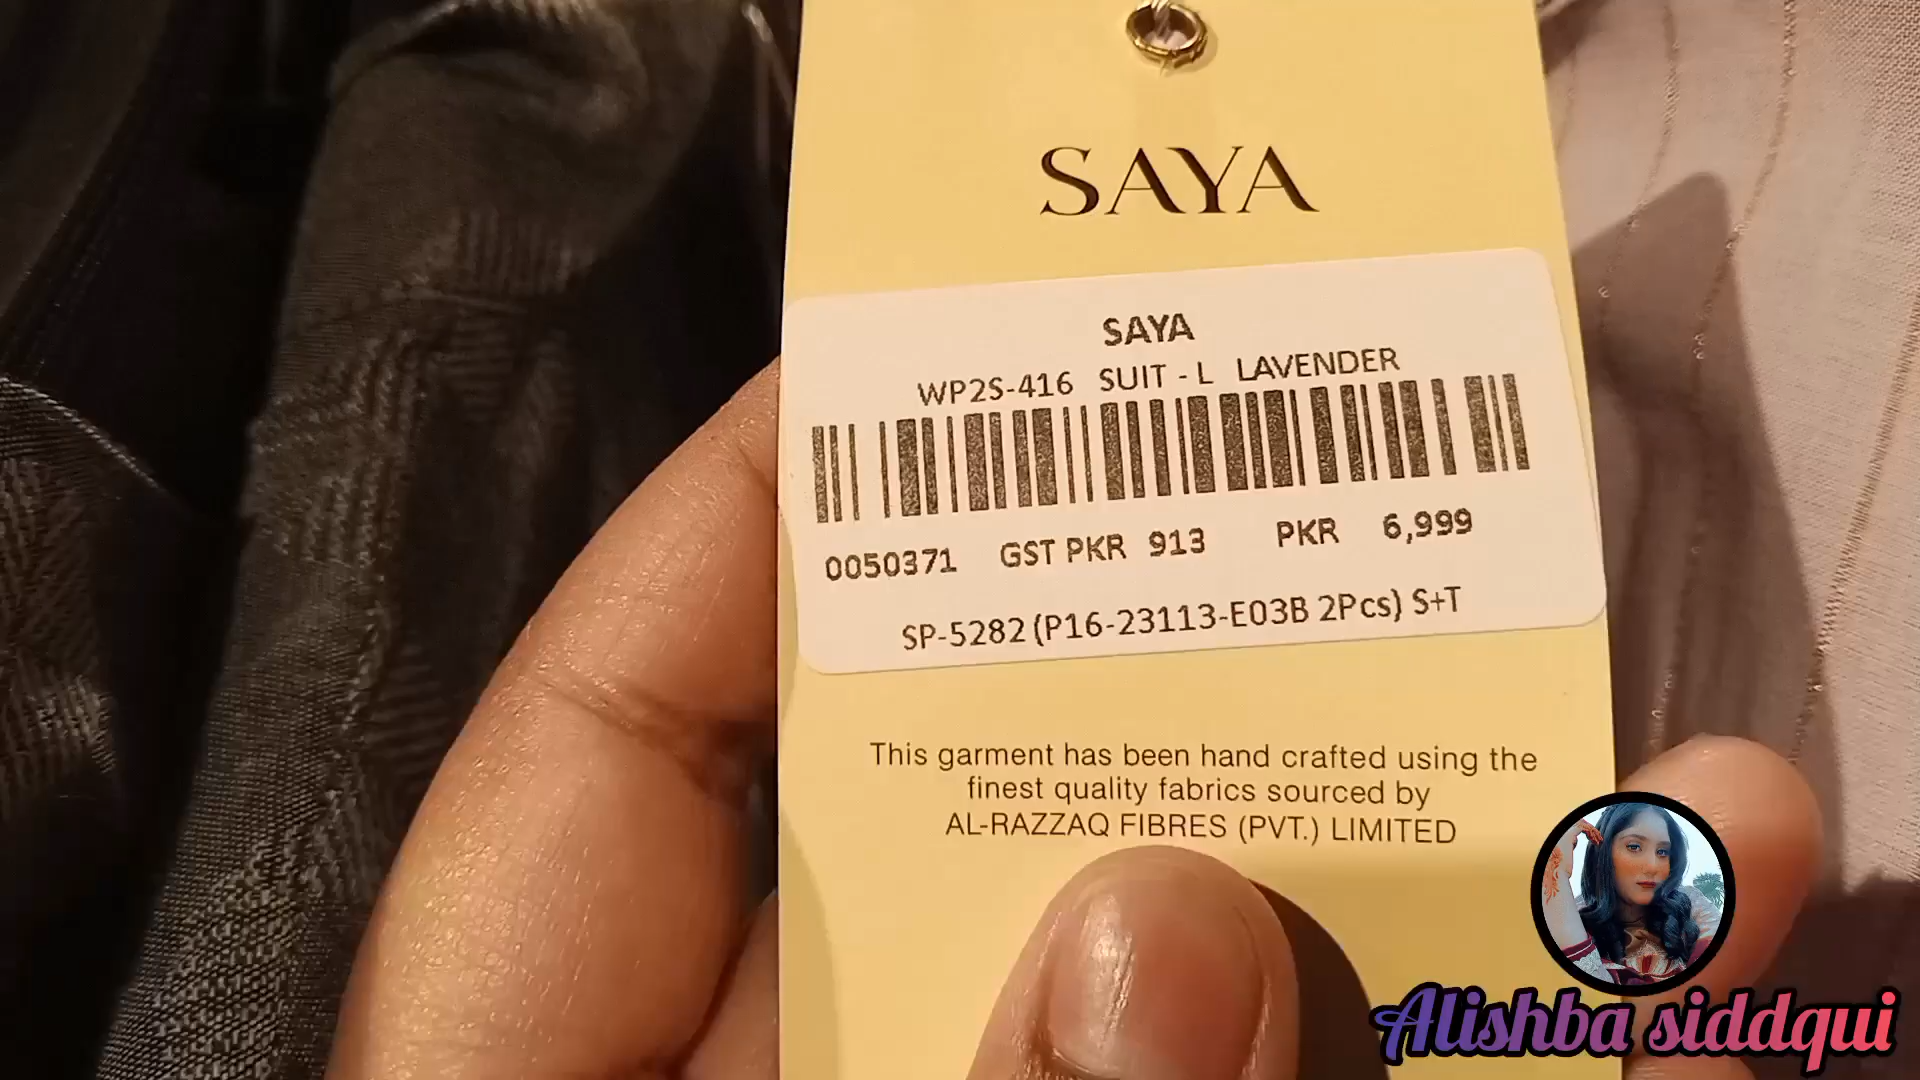 SAYA
SAYA
WP2S-416 SUIT - L LAVENDER
0050371 GST PKR 913 PKR 6,999
SP-5282 (P16-23113-E03B 2Pcs) S+T
This garment has been hand crafted using the
finest quality fabrics sourced by
AL-RAZZAQ FIBRES (PVT.) LIMITED
Alishba siddqui